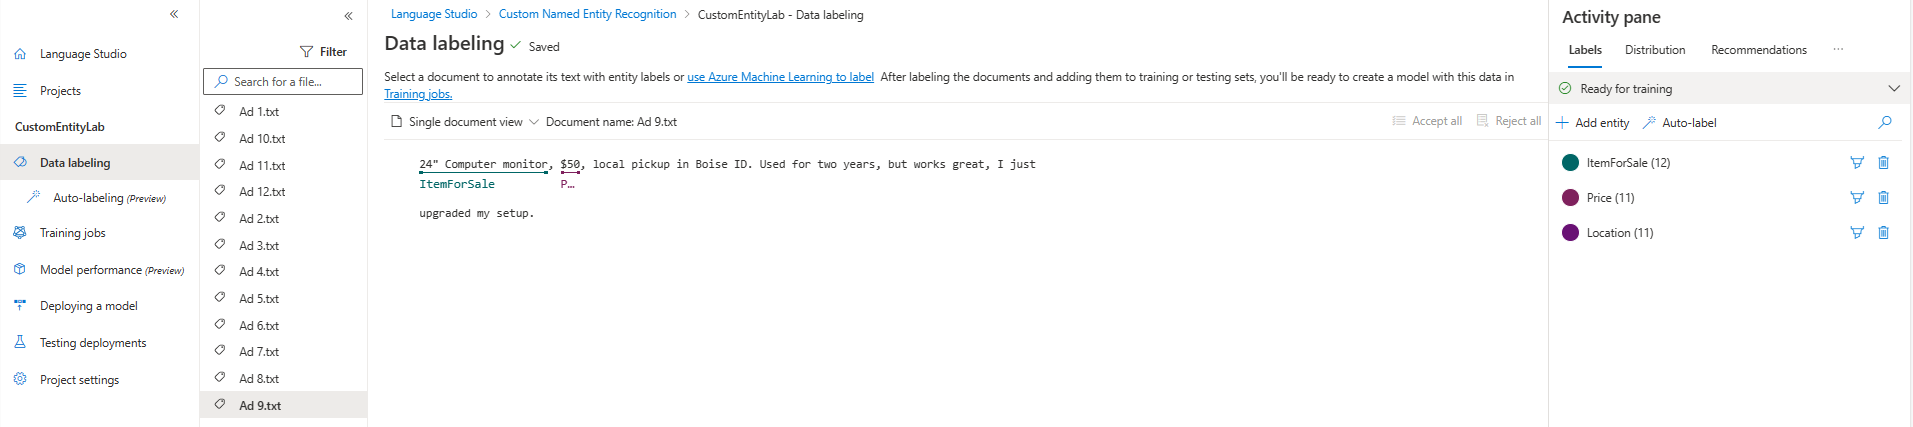 Language Studio
Projects
CustomEntityLab
Data labeling
Auto-labeling (Preview)
Training jobs
Model performance (Preview)
Deploying a model
Testing deployments
Project settings
Filter
Search for a file...
Ad 1.txt
Ad 10.txt
Ad 11.txt
Ad 12.txt
Ad 2.txt
Ad 3.txt
Ad 4.txt
Ad 5.txt
Ad 6.txt
Ad 7.txt
Ad 8.txt
Ad 9.txt
Language Studio > Custom Named Entity Recognition > CustomEntityLab - Data labeling
Data labeling Saved
Select a document to annotate its text with entity labels or use Azure Machine Learning to label After labeling the documents and adding them to training or testing sets, you'll be ready to create a model with this data in
Training jobs.
Single document view Document name: Ad 9.txt Accept all Reject all
24" Computer monitor, $50, local pickup in Boise ID. Used for two years, but works great, I just
ItemForSale P…
upgraded my setup.
Activity pane
Labels Distribution Recommendations ...
Ready for training
Add entity Auto-label
ItemForSale (12)
Price (11)
Location (11)